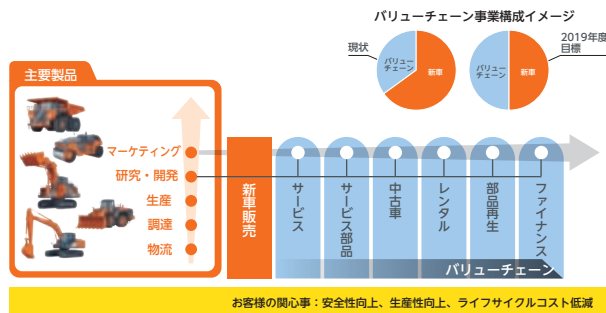 バリューチェーン事業構成イメージ
現状
バリュー
チェーン
新車
バリュー
チェーン
新車
2019年度
目標
主要製品
マーケティング
研究・開発
生産
調達
物流
新車販売
サービス
サービス部品
中古車
レンタル
部品再生
ファイナンス
バリューチェーン
お客様の関心事：安全性向上、生産性向上、ライフサイクルコスト低減